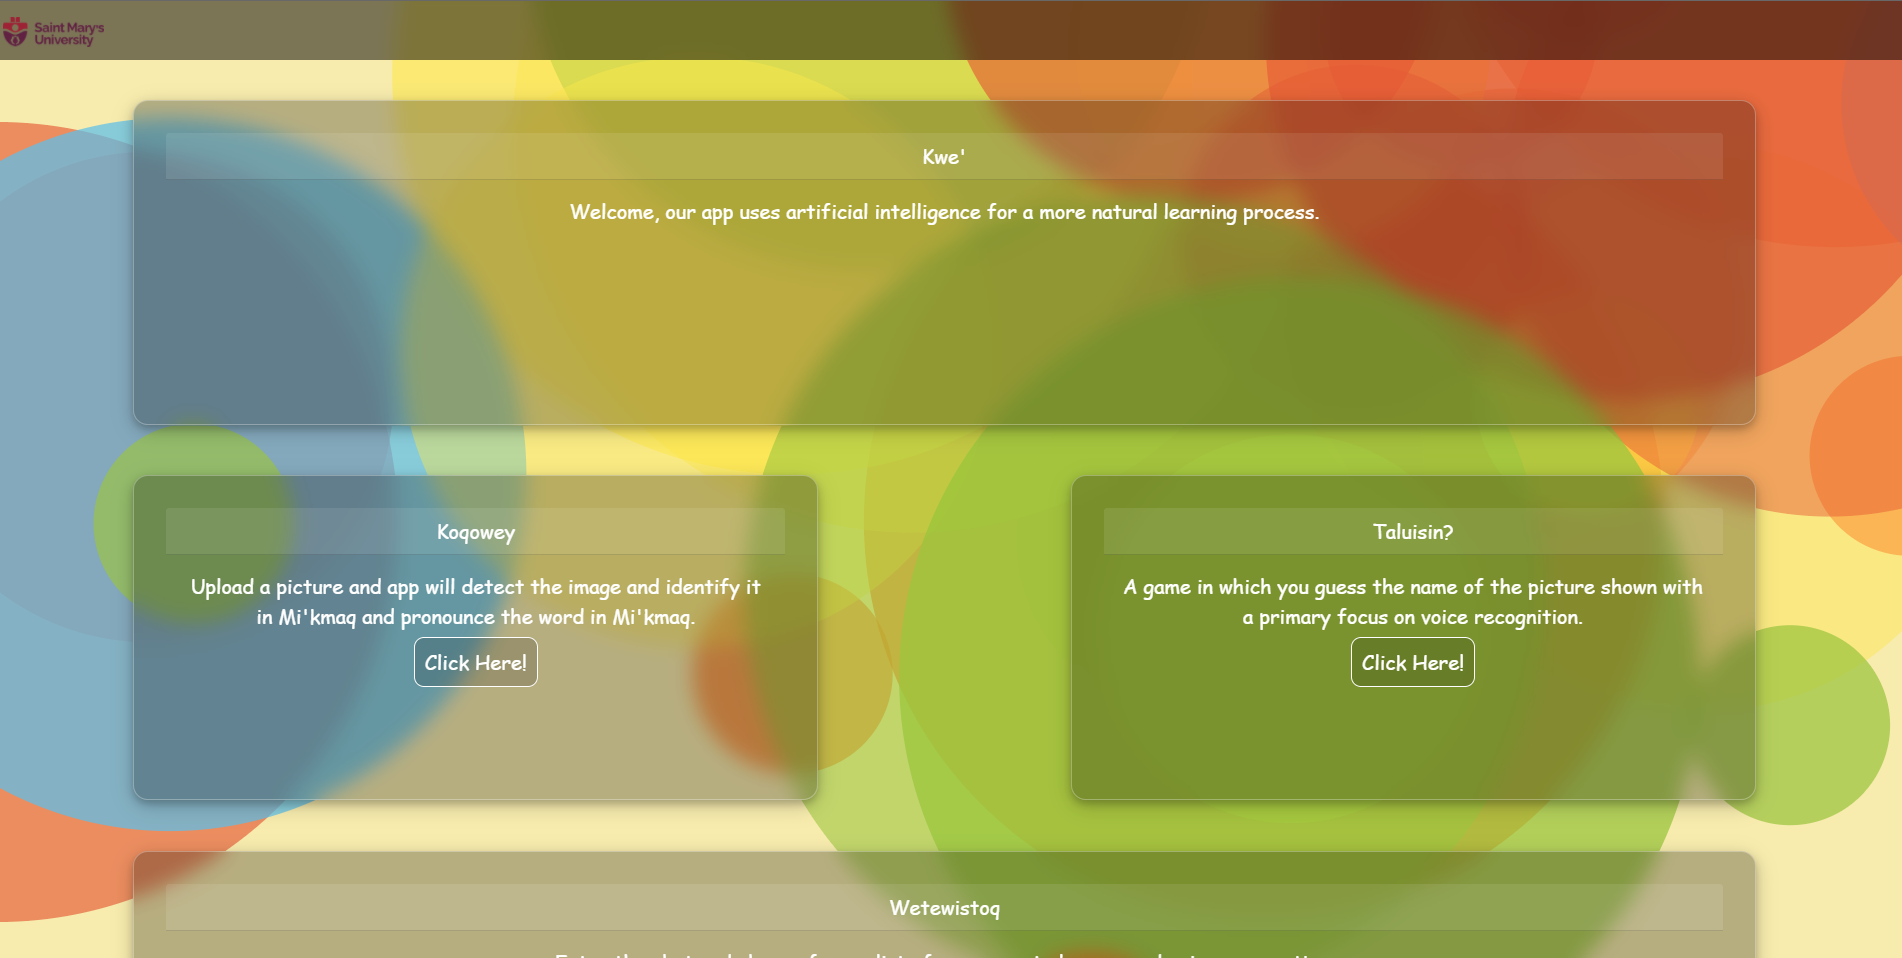 Saint Mary's
University
Kwe'
Welcome, our app uses artificial intelligence for a more natural learning process.
Koqowey
Upload a picture and app will detect the image and identify it
in Mi'kmaq and pronounce the word in Mi'kmaq.
Click Here!
Taluisin?
A game in which you guess the name of the picture shown with
a primary focus on voice recognition.
Click Here!
Wetewistoq